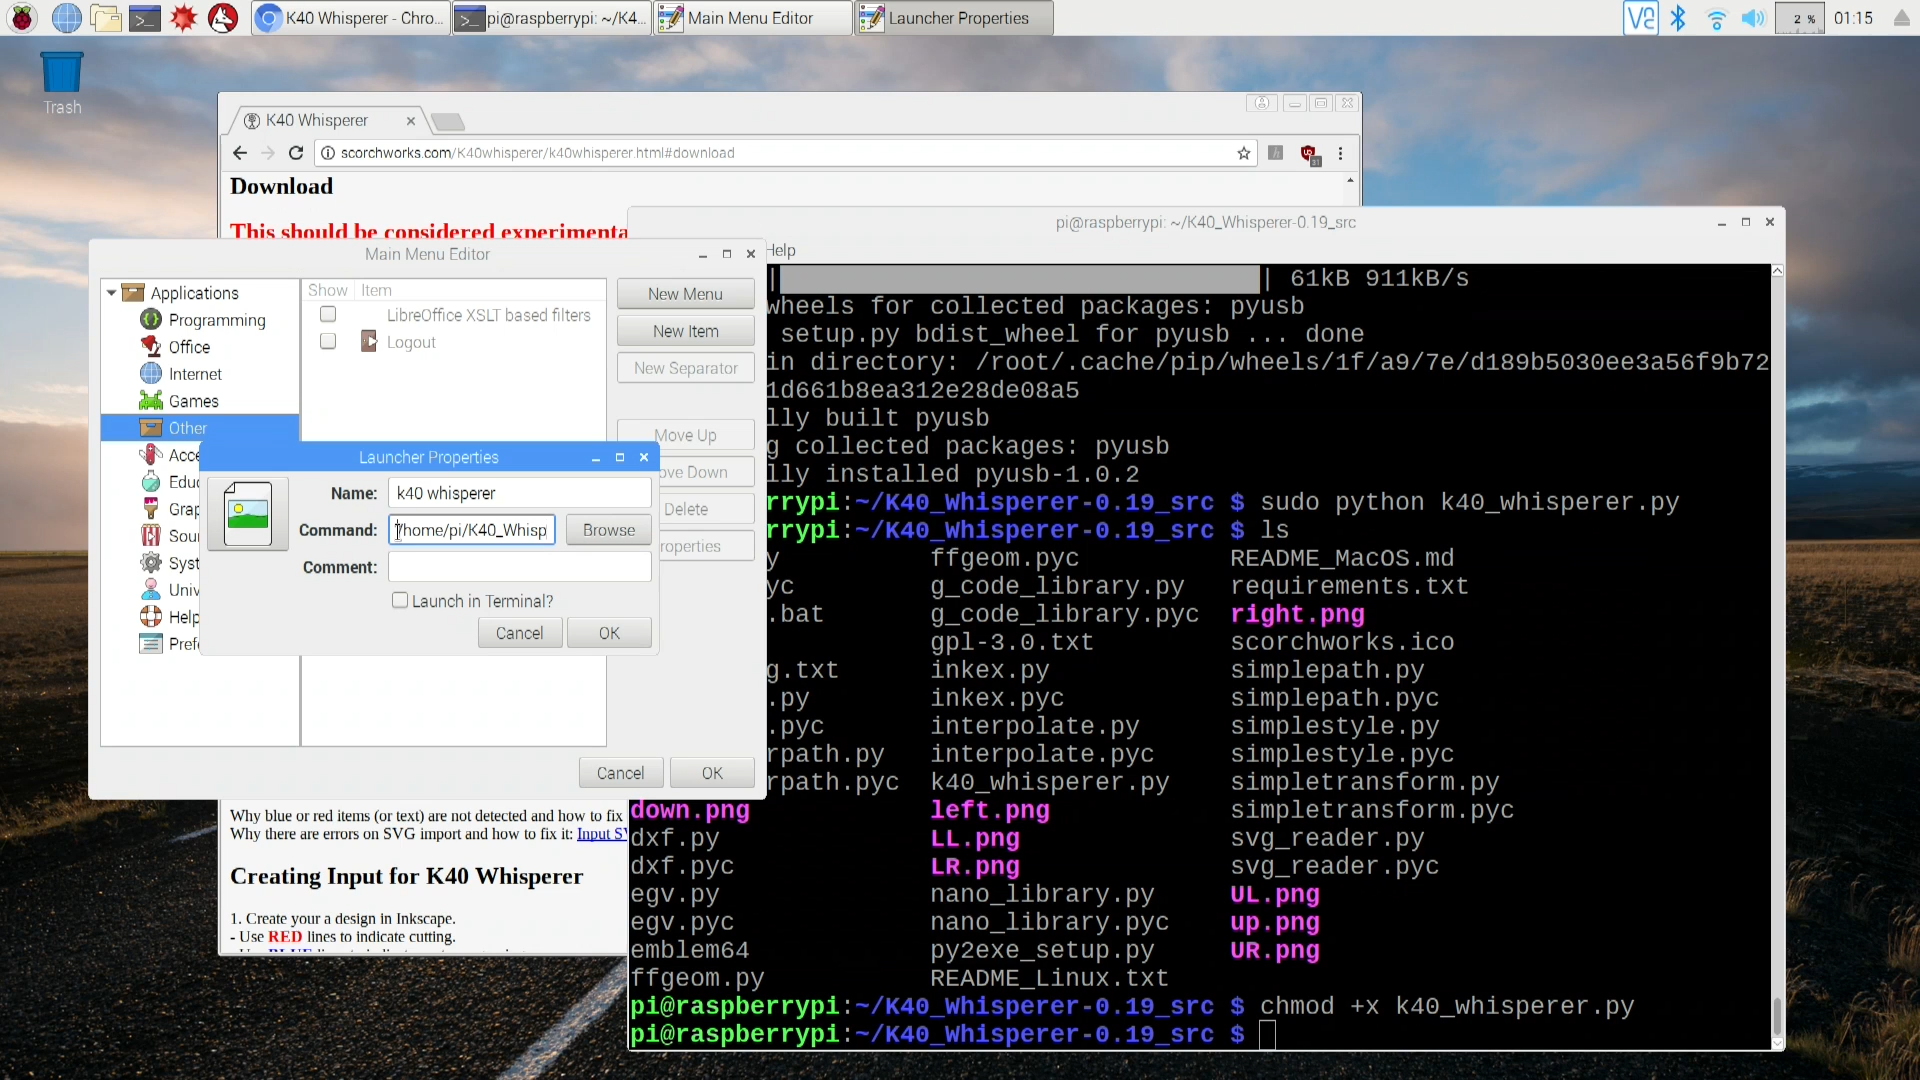 K40 Whisperer - Chro...
pi@raspberrypi: ~/K4...
Main Menu Editor
Launcher Properties
2 %
01:15
Trash
K40 Whisperer
scorchworks.com/K40whisperer/k40whisperer.html#download
Download
This should be considered experimenta
pi@raspberrypi: ~/K40_Whisperer-0.19_src
Help
Main Menu Editor
Applications
Programming
Office
Internet
Games
Other
Acce
Educ
Grap
Sou
Syst
Univ
Help
Pref
Show Item
LibreOffice XSLT based filters
Logout
New Menu
New Item
New Separator
Move Up
ove Down
Delete
roperties
Cancel
OK
Launcher Properties
Name: k40 whisperer
Command: /home/pi/K40_Whisp
Browse
Comment:
Launch in Terminal?
Cancel
OK
| | 61kB 911kB/s
wheels for collected packages: pyusb
setup.py bdist_wheel for pyusb ... done
in directory: /root/.cache/pip/wheels/1f/a9/7e/d189b5030ee3a56f9b72
1d661b8ea312e28de08a5
lly built pyusb
g collected packages: pyusb
lly installed pyusb-1.0.2
rrypi:~/K40_Whisperer-0.19_src $ sudo python k40_whisperer.py
rrypi:~/K40_Whisperer-0.19_src $ ls
y ffgeom.pyc README_MacOS.md
yc g_code_library.py requirements.txt
.bat g_code_library.pyc right.png
gpl-3.0.txt scorchworks.ico
g.txt inkex.py simplepath.py
.py inkex.pyc simplepath.pyc
.pyc interpolate.py simplestyle.py
rpath.py interpolate.pyc simplestyle.pyc
rpath.pyc k40_whisperer.py simpletransform.py
down.png left.png simpletransform.pyc
dxf.py LL.png svg_reader.py
dxf.pyc LR.png svg_reader.pyc
egv.py nano_library.py UL.png
egv.pyc nano_library.pyc up.png
emblem64 py2exe_setup.py UR.png
ffgeom.py README_Linux.txt
pi@raspberrypi:~/K40_Whisperer-0.19_src $ chmod +x k40_whisperer.py
pi@raspberrypi:~/K40_Whisperer-0.19_src $
Why blue or red items (or text) are not detected and how to fix
Why there are errors on SVG import and how to fix it: Input SV
Creating Input for K40 Whisperer
1. Create your a design in Inkscape.
- Use RED lines to indicate cutting.